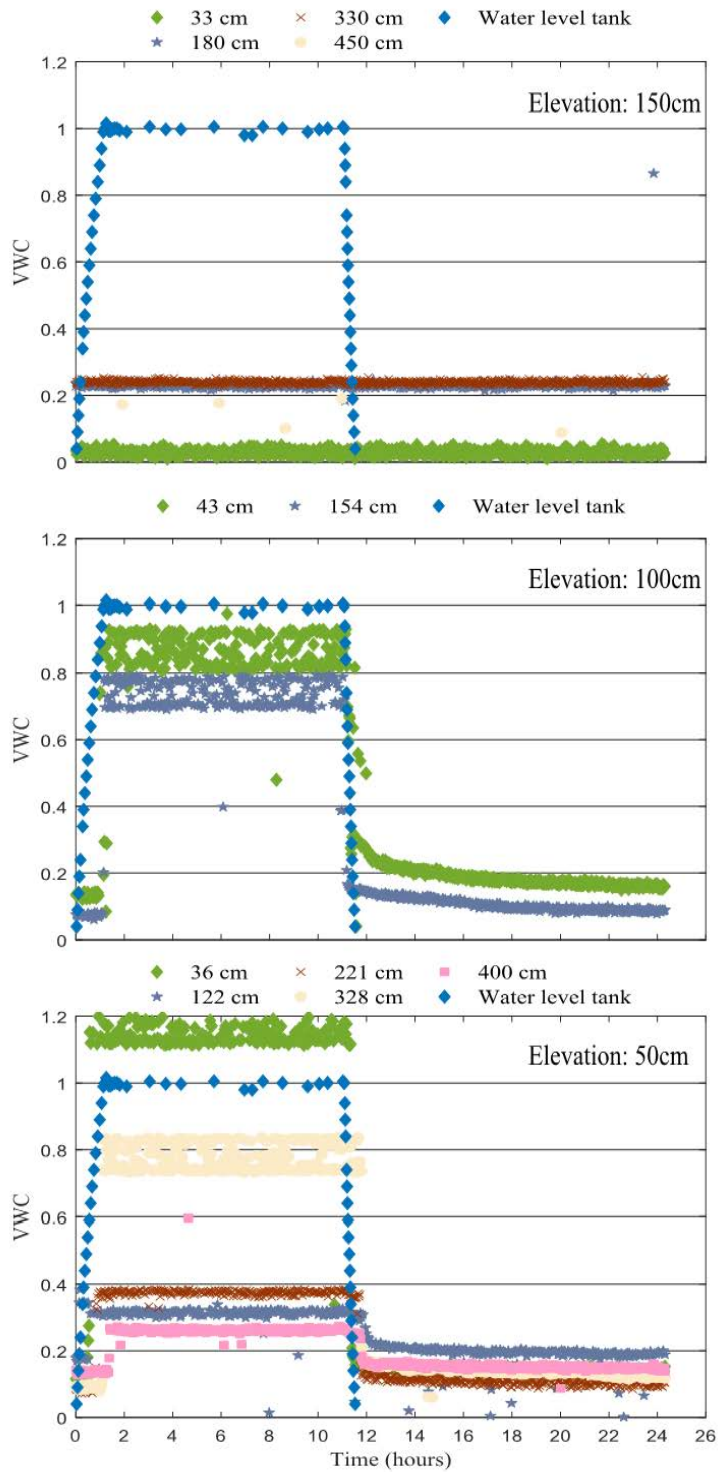 33 cm 330 cm Water level tank
180 cm 450 cm
1.2
Elevation: 150cm
1
0.8
VWC
0.6
0.4
0.2
0
43 cm 154 cm Water level tank
1.2
Elevation: 100cm
1
0.8
VWC
0.6
0.4
0.2
0
36 cm 221 cm 400 cm
122 cm 328 cm Water level tank
1.2
Elevation: 50cm
1
0.8
VWC
0.6
0.4
0.2
0
0 2 4 6 8 10 12 14 16 18 20 22 24 26
Time (hours)